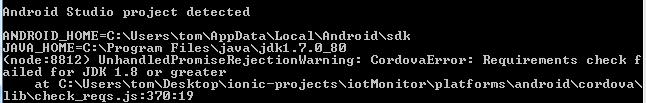 Android Studio project detected
ANDROID_HOME=C:\Users\tom\AppData\Local\Android\sdk
JAVA_HOME=C:\Program Files\java\jdk1.7.0_80
(node:8812) UnhandledPromiseRejectionWarning: CordovaError: Requirements check f
ailed for JDK 1.8 or greater
    at C:\Users\tom\Desktop\ionic-projects\iotMonitor\platforms\android\cordova\
lib\check_reqs.js:370:19